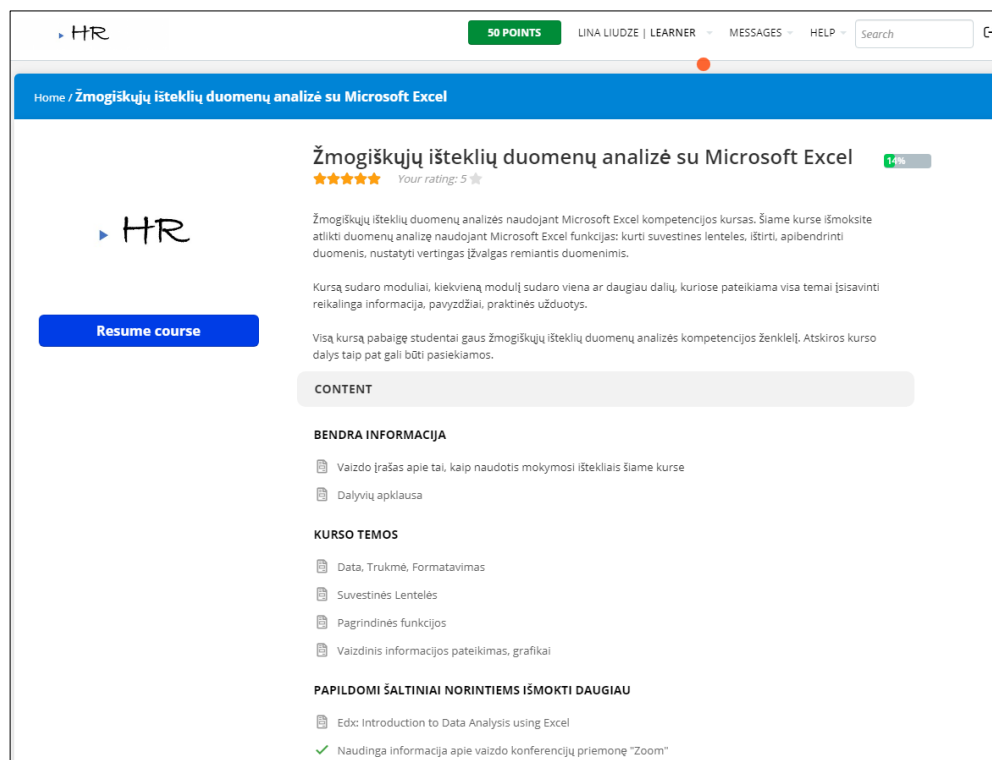 HR
50 POINTS LINA LIUDZE | LEARNER MESSAGES HELP Search
Home / Žmogiškųjų išteklių duomenų analizė su Microsoft Excel
Žmogiškųjų išteklių duomenų analizė su Microsoft Excel 14%
Your rating: 5
HR
Resume course
Žmogiškųjų išteklių duomenų analizės naudojant Microsoft Excel kompetencijos kursas. Šiame kurse išmoksite
atlikti duomenų analizę naudojant Microsoft Excel funkcijas: kurti suvestines lenteles, ištirti, apibendrinti
duomenis, nustatyti vertingas įžvalgas remiantis duomenimis.
Kursą sudaro moduliai, kiekvieną modulį sudaro viena ar daugiau dalių, kuriose pateikiama visa temai įsisavinti
reikalinga informacija, pavyzdžiai, praktinės užduotys.
Visą kursą pabaigę studentai gaus žmogiškųjų išteklių duomenų analizės kompetencijos ženklelį. Atskiros kurso
dalys taip pat gali būti pasiekiamos.
CONTENT
BENDRA INFORMACIJA
Vaizdo įrašas apie tai, kaip naudotis mokymosi ištekliais šiame kurse
Dalyvių apklausa
KURSO TEMOS
Data, Trukmė, Formatavimas
Suvestinės Lentelės
Pagrindinės funkcijos
Vaizdinis informacijos pateikimas, grafikai
PAPILDOMI ŠALTINIAI NORINTIEMS IŠMOKTI DAUGIAU
Edx: Introduction to Data Analysis using Excel
Naudinga informacija apie vaizdo konferencijų priemonę "Zoom"